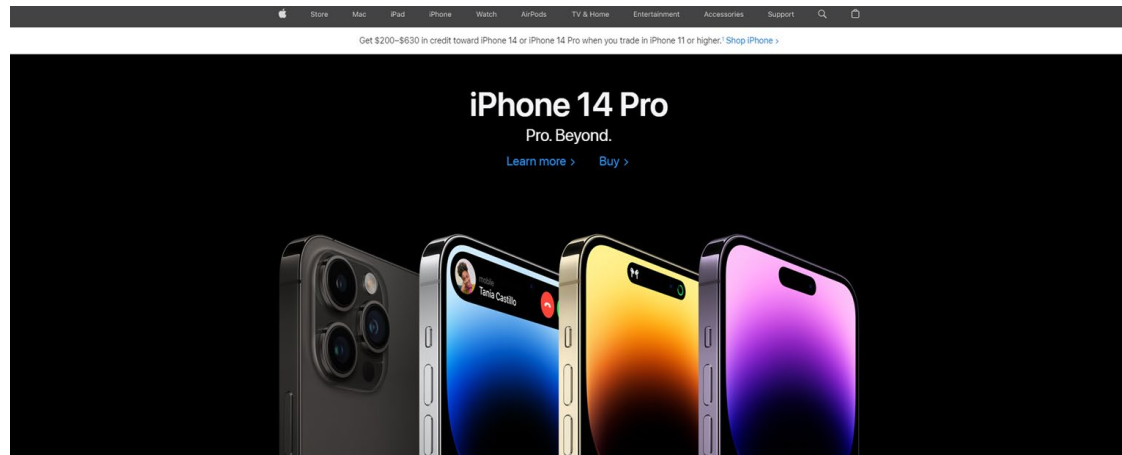 Store Mac iPad iPhone Watch AirPods TV & Home Entertainment Accessories Support
Get $200–$630 in credit toward iPhone 14 or iPhone 14 Pro when you trade in iPhone 11 or higher.¹ Shop iPhone >
iPhone 14 Pro
Pro. Beyond.
Learn more > Buy >
mobile
Tania Castillo